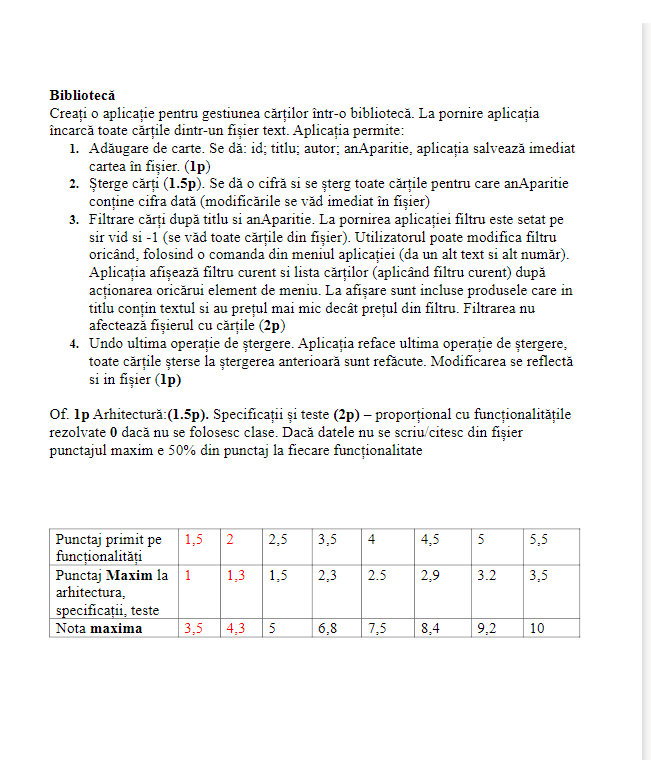 Bibliotecă
Creați o aplicație pentru gestiunea cărților într-o bibliotecă. La pornire aplicația
încarcă toate cărțile dintr-un fișier text. Aplicația permite:
1. Adăugare de carte. Se dă: id; titlu; autor; anAparitie, aplicația salvează imediat
cartea în fișier. (1p)
2. Șterge cărți (1.5p). Se dă o cifră si se șterg toate cărțile pentru care anAparitie
conține cifra dată (modificările se văd imediat în fișier)
3. Filtrare cărți după titlu si anAparitie. La pornirea aplicației filtru este setat pe
sir vid si -1 (se văd toate cărțile din fișier). Utilizatorul poate modifica filtru
oricând, folosind o comanda din meniul aplicației (da un alt text si alt număr).
Aplicația afișează filtru curent si lista cărților (aplicând filtru curent) după
acționarea oricărui element de meniu. La afișare sunt incluse produsele care in
titlu conțin textul si au prețul mai mic decât prețul din filtru. Filtrarea nu
afectează fișierul cu cărțile (2p)
4. Undo ultima operație de ștergere. Aplicația reface ultima operație de ștergere,
toate cărțile șterse la ștergerea anterioară sunt refăcute. Modificarea se reflectă
si in fișier (1p)
Of. 1p Arhitectură:(1.5p). Specificații și teste (2p) – proporțional cu funcționalitățile
rezolvate 0 dacă nu se folosesc clase. Dacă datele nu se scriu/citesc din fișier
punctajul maxim e 50% din punctaj la fiecare funcționalitate
Punctaj primit pe 1,5 2 2,5 3,5 4 4,5 5 5,5
funcționalități
Punctaj Maxim la 1 1,3 1,5 2,3 2.5 2,9 3.2 3,5
arhitectura,
specificații, teste
Nota maxima 3,5 4,3 5 6,8 7,5 8,4 9,2 10